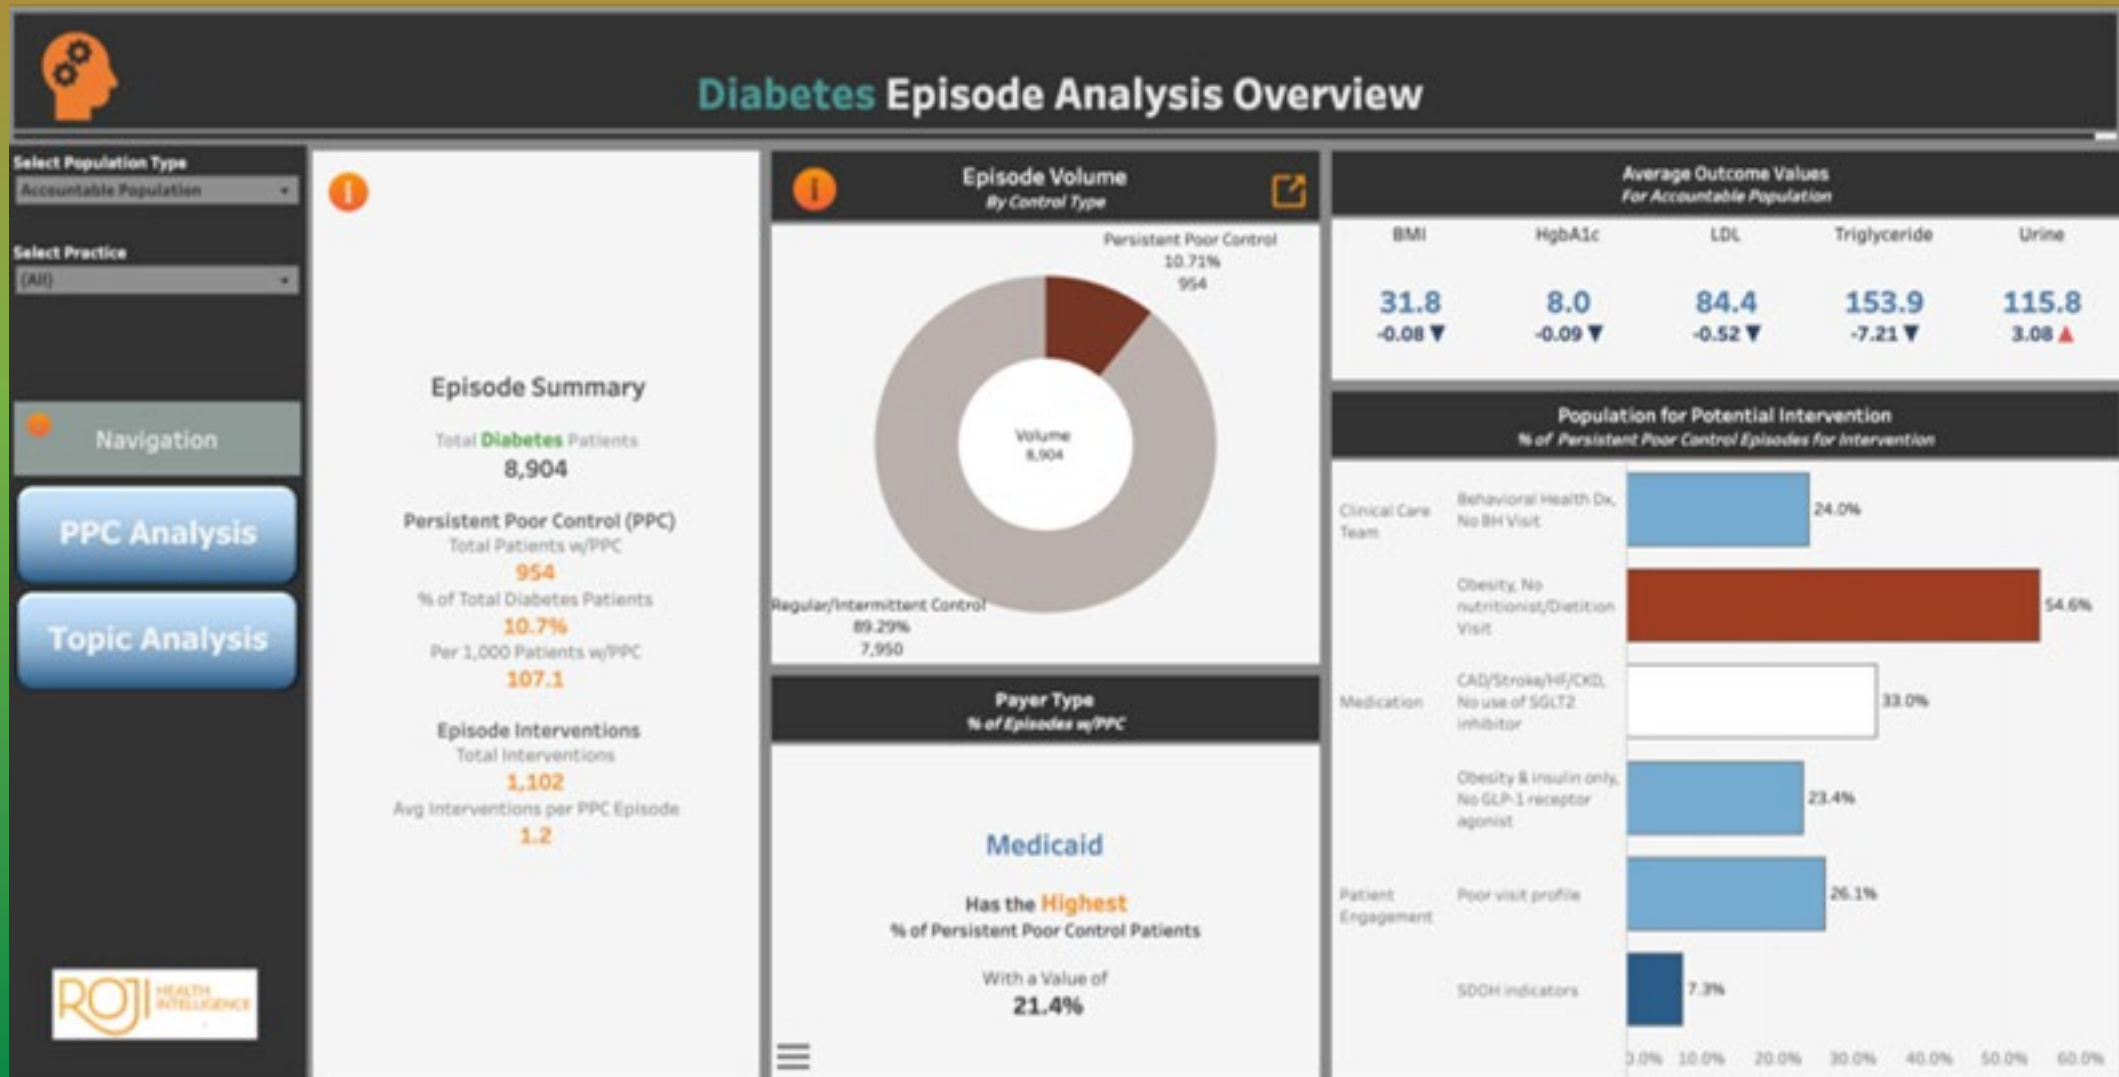 Diabetes Episode Analysis Overview
Select Population Type
Accountable Population
Select Practice
(All)
Navigation
PPC Analysis
Topic Analysis
ROJI HEALTH
INTELLIGENCE
i
Episode Summary
Total Diabetes Patients
8,904
Persistent Poor Control (PPC)
Total Patients w/PPC
954
% of Total Diabetes Patients
10.7%
Per 1,000 Patients w/PPC
107.1
Episode Interventions
Total Interventions
1,102
Avg Interventions per PPC Episode
1.2
i
Episode Volume
By Control Type
Persistent Poor Control
10.71%
954
Volume
8,904
Regular/Intermittent Control
89.29%
7,950
Payer Type
% of Episodes w/PPC
Medicaid
Has the Highest
% of Persistent Poor Control Patients
With a Value of
21.4%
Average Outcome Values
For Accountable Population
BMI HgbA1c LDL Triglyceride Urine
31.8 8.0 84.4 153.9 115.8
-0.08 ▼ -0.09 ▼ -0.52 ▼ -7.21 ▼ 3.08 ▲
Population for Potential Intervention
% of Persistent Poor Control Episodes for Intervention
Clinical Care
Team
Behavioral Health Dx,
No BH Visit
24.0%
Obesity, No
nutritionist/Dietition
Visit
54.6%
Medication
CAD/Stroke/HF/CKD,
No use of SGLT2
inhibitor
33.0%
Obesity & insulin only,
No GLP-1 receptor
agonist
23.4%
Patient
Engagement
Poor visit profile
26.1%
SDOH indicators
7.3%
0.0% 10.0% 20.0% 30.0% 40.0% 50.0% 60.0%